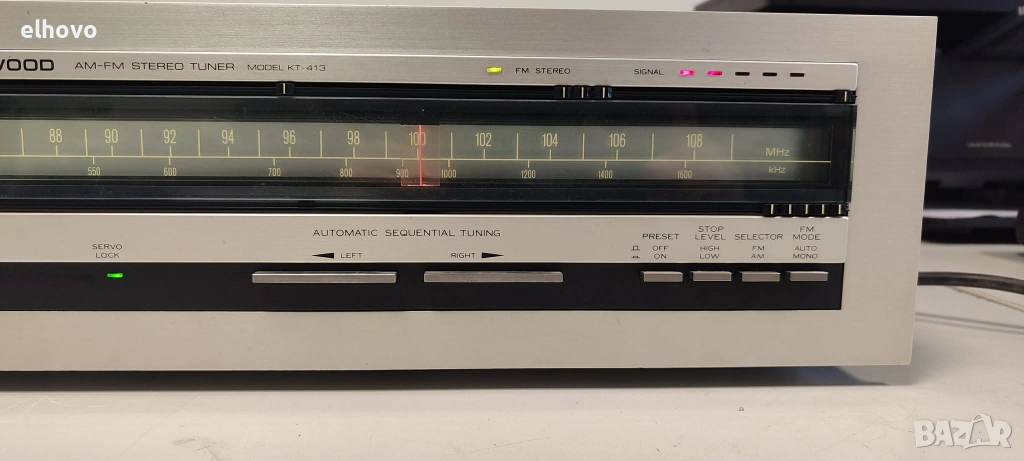 elhovo
WOOD AM-FM STEREO TUNER MODEL KT-413
FM STEREO
SIGNAL
88 90 92 94 96 98 100 102 104 106 108 MHz
550 600 700 800 900 1000 1200 1400 1600 kHz
AUTOMATIC SEQUENTIAL TUNING
SERVO LOCK
LEFT
RIGHT
PRESET
OFF
ON
STOP LEVEL
HIGH
LOW
SELECTOR
FM
AM
FM MODE
AUTO
MONO
BAZAR